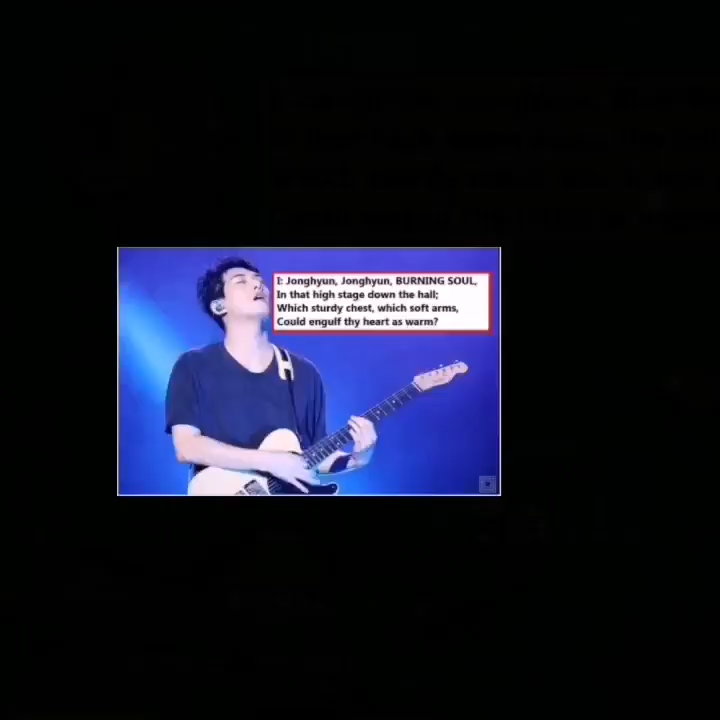 I: Jonghyun, Jonghyun, BURNING SOUL,
In that high stage down the hall;
Which sturdy chest, which soft arms,
Could engulf thy heart as warm?